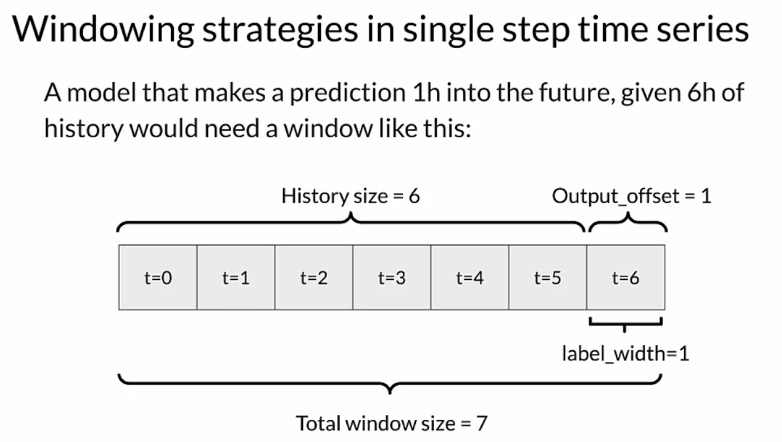 Windowing strategies in single step time series
A model that makes a prediction 1h into the future, given 6h of
history would need a window like this:
History size = 6
Output_offset = 1
t=0 t=1 t=2 t=3 t=4 t=5 t=6
label_width=1
Total window size = 7